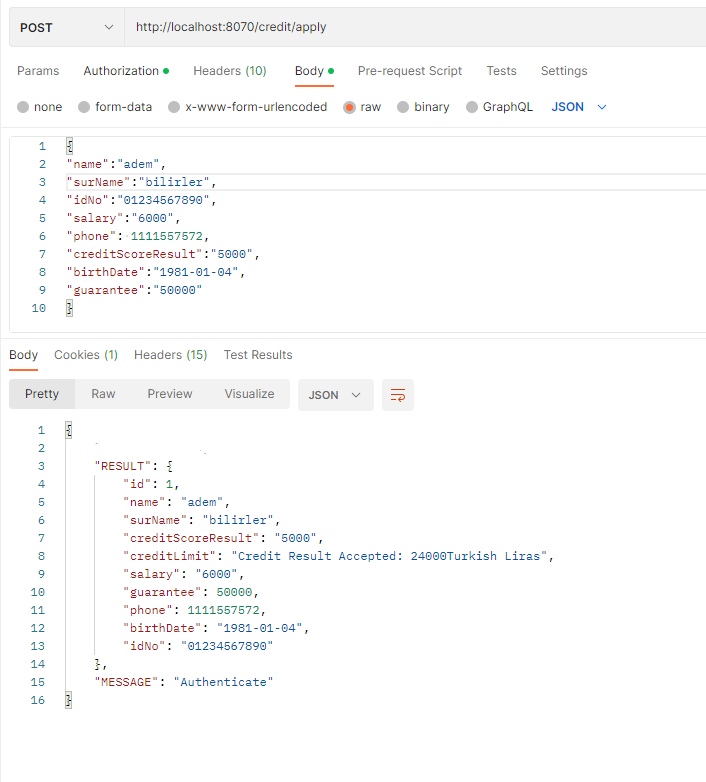 POST http://localhost:8070/credit/apply
Params Authorization Headers (10) Body Pre-request Script Tests Settings
none form-data x-www-form-urlencoded raw binary GraphQL JSON
1 {
2 "name":"adem",
3 "surName":"bilirler",
4 "idNo":"01234567890",
5 "salary":"6000",
6 "phone": 1111557572,
7 "creditScoreResult":"5000",
8 "birthDate":"1981-01-04",
9 "guarantee":"50000"
10 }
Body Cookies (1) Headers (15) Test Results
Pretty Raw Preview Visualize JSON
1 {
2
3 "RESULT": {
4 "id": 1,
5 "name": "adem",
6 "surName": "bilirler",
7 "creditScoreResult": "5000",
8 "creditLimit": "Credit Result Accepted: 24000Turkish Liras",
9 "salary": "6000",
10 "guarantee": 50000,
11 "phone": 1111557572,
12 "birthDate": "1981-01-04",
13 "idNo": "01234567890"
14 },
15 "MESSAGE": "Authenticate"
16 }